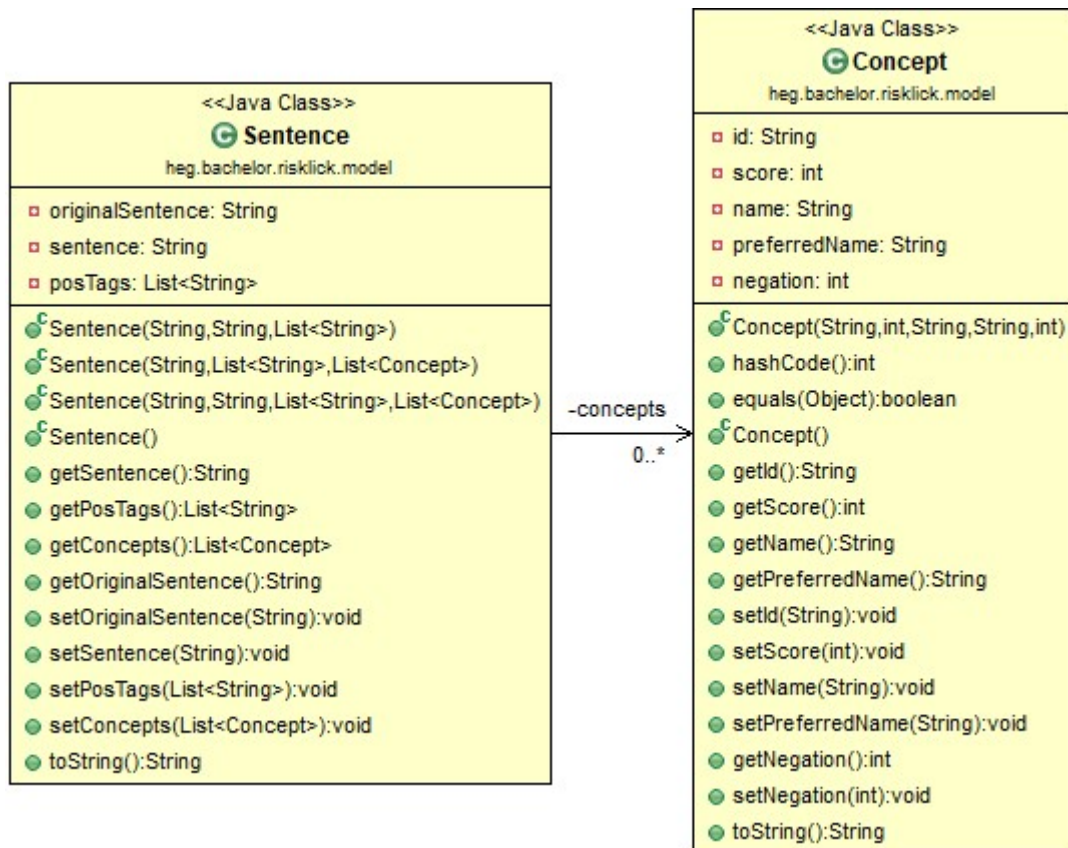 <<Java Class>>
Sentence
heg.bachelor.risklick.model
originalSentence: String
sentence: String
posTags: List<String>
Sentence(String,String,List<String>)
Sentence(String,List<String>,List<Concept>)
Sentence(String,String,List<String>,List<Concept>)
Sentence()
getSentence():String
getPosTags():List<String>
getConcepts():List<Concept>
getOriginalSentence():String
setOriginalSentence(String):void
setSentence(String):void
setPosTags(List<String>):void
setConcepts(List<Concept>):void
toString():String
-concepts
0..*
<<Java Class>>
Concept
heg.bachelor.risklick.model
id: String
score: int
name: String
preferredName: String
negation: int
Concept(String,int,String,String,int)
hashCode():int
equals(Object):boolean
Concept()
getId():String
getScore():int
getName():String
getPreferredName():String
setId(String):void
setScore(int):void
setName(String):void
setPreferredName(String):void
getNegation():int
setNegation(int):void
toString():String